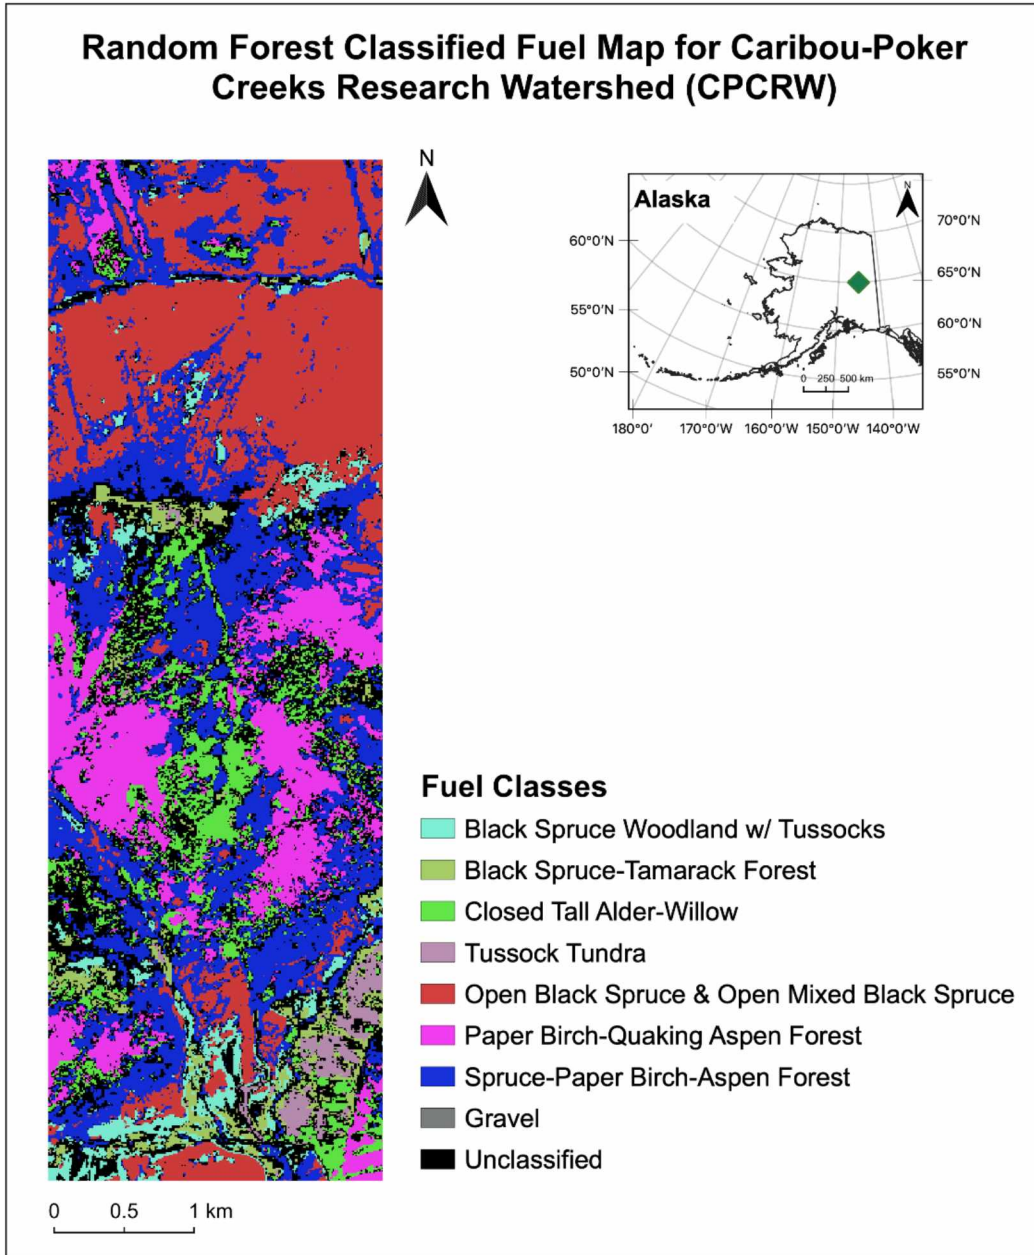 Random Forest Classified Fuel Map for Caribou-Poker
Creeks Research Watershed (CPCRW)
N
Alaska
N
60°0'N
55°0'N
50°0'N
70°0'N
65°0'N
60°0'N
55°0'N
0 250 500 km
180°0'
170°0'W
160°0'W
150°0'W
140°0'W
Fuel Classes
Black Spruce Woodland w/ Tussocks
Black Spruce-Tamarack Forest
Closed Tall Alder-Willow
Tussock Tundra
Open Black Spruce & Open Mixed Black Spruce
Paper Birch-Quaking Aspen Forest
Spruce-Paper Birch-Aspen Forest
Gravel
Unclassified
0 0.5 1 km